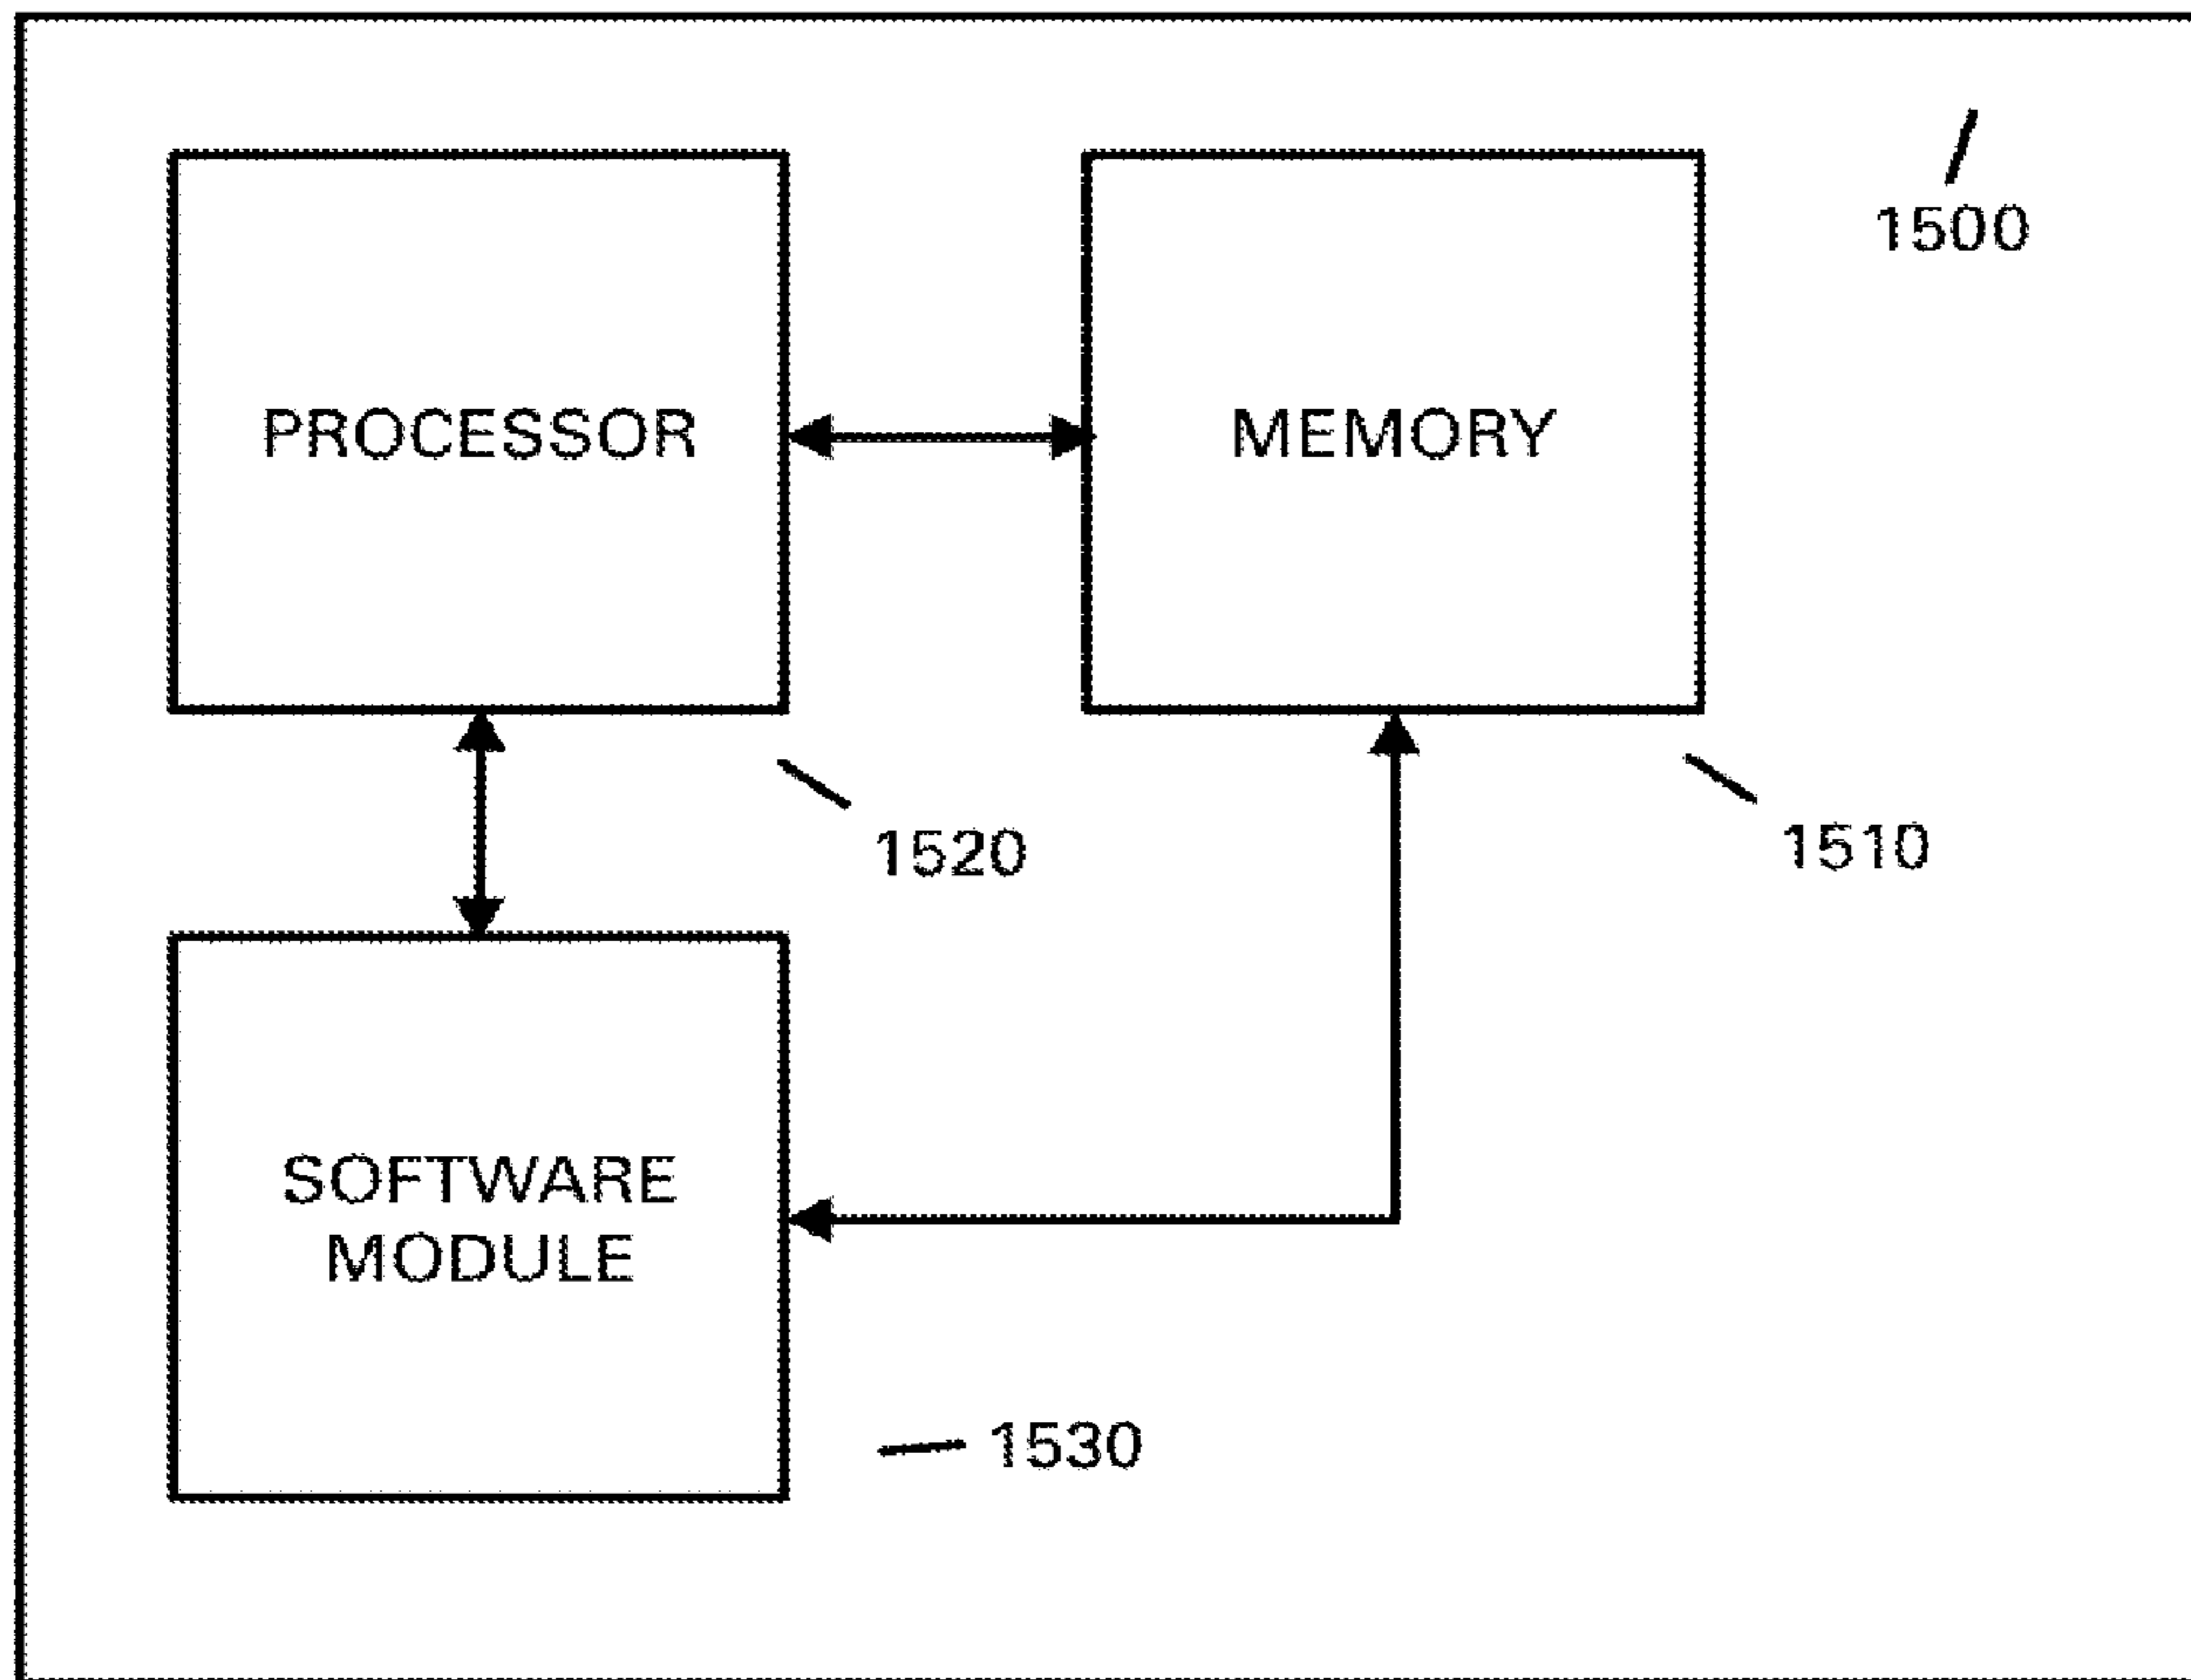 1500
PROCESSOR
MEMORY
1520
1510
SOFTWARE
MODULE
1530